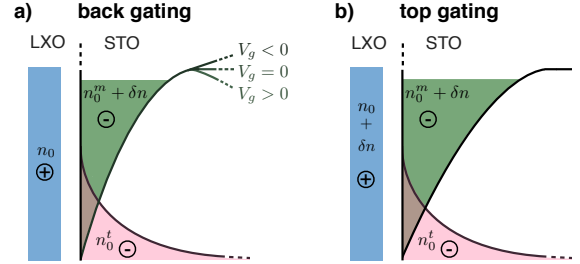 a) back gating
LXO STO
V_g < 0
V_g = 0
V_g > 0
n_0^m + δn
⊖
n_0
⊕
n_0^t ⊖
b) top gating
LXO STO
n_0^m + δn
⊖
n_0
+
δn
⊕
n_0^t ⊖